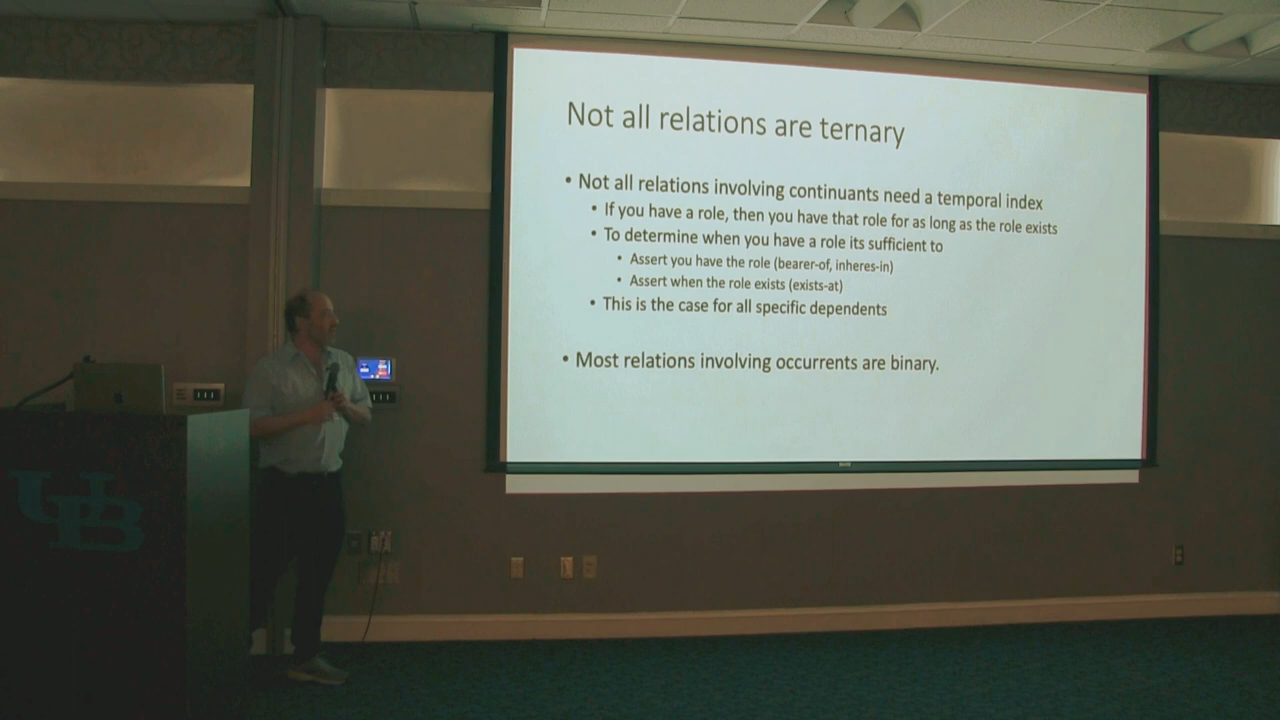 Not all relations are ternary
• Not all relations involving continuants need a temporal index
• If you have a role, then you have that role for as long as the role exists
• To determine when you have a role its sufficient to
• Assert you have the role (bearer-of, inheres-in)
• Assert when the role exists (exists-at)
• This is the case for all specific dependents
• Most relations involving occurrents are binary.
UB